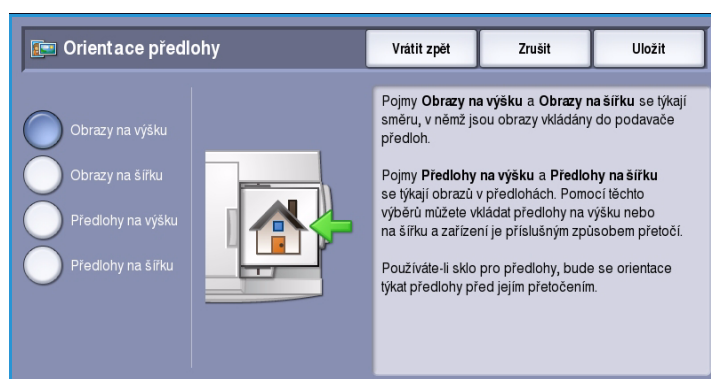 Orientace předlohy
Vrátit zpět
Zrušit
Uložit
Obrazy na výšku
Obrazy na šířku
Předlohy na výšku
Předlohy na šířku
Pojmy Obrazy na výšku a Obrazy na šířku se týkají
směru, v němž jsou obrazy vkládány do podavače
předloh.
Pojmy Předlohy na výšku a Předlohy na šířku
se týkají obrazů v předlohách. Pomocí těchto
výběrů můžete vkládat předlohy na výšku nebo
na šířku a zařízení je příslušným způsobem přetočí.
Používáte-li sklo pro předlohy, bude se orientace
týkat předlohy před jejím přetočením.